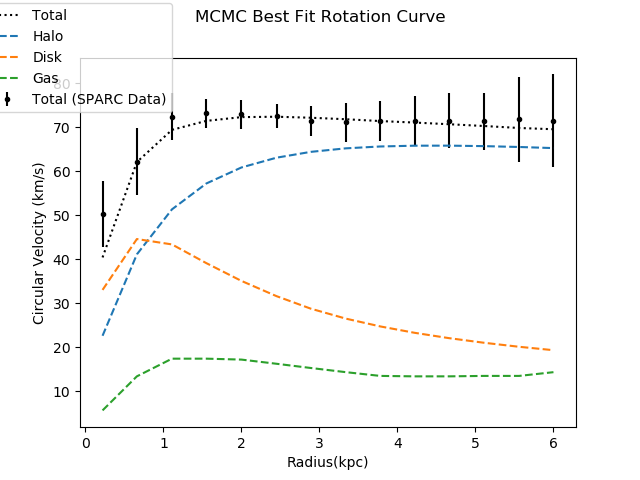 MCMC Best Fit Rotation Curve
Total
Halo
Disk
Gas
Total (SPARC Data)
80
70
60
50
40
30
20
10
Circular Velocity (km/s)
0 1 2 3 4 5 6
Radius(kpc)